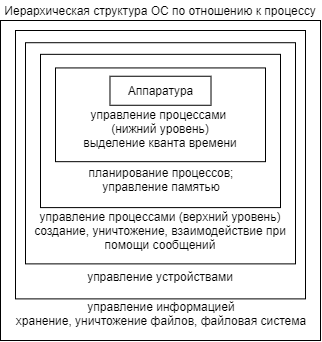 Иерархическая структура ОС по отношению к процессу
Аппаратура
управление процессами
(нижний уровень)
выделение кванта времени
планирование процессов;
управление памятью
управление процессами (верхний уровень)
создание, уничтожение, взаимодействие при
помощи сообщений
управление устройствами
управление информацией
хранение, уничтожение файлов, файловая система